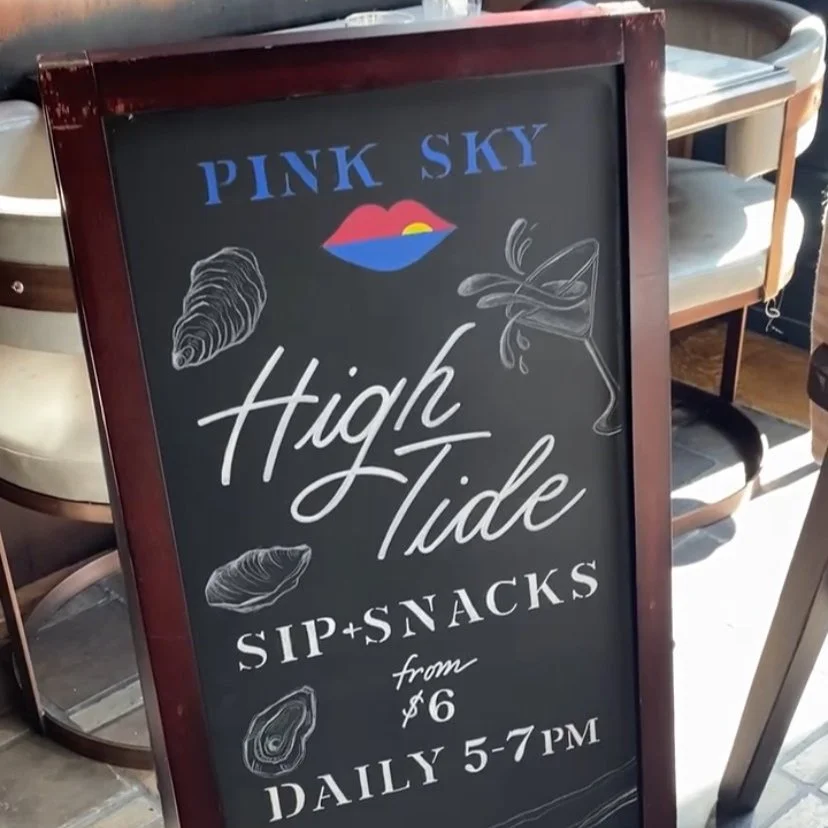 PINK SKY
High
Tide
SIP+SNACKS
from
$6
DAILY 5-7PM